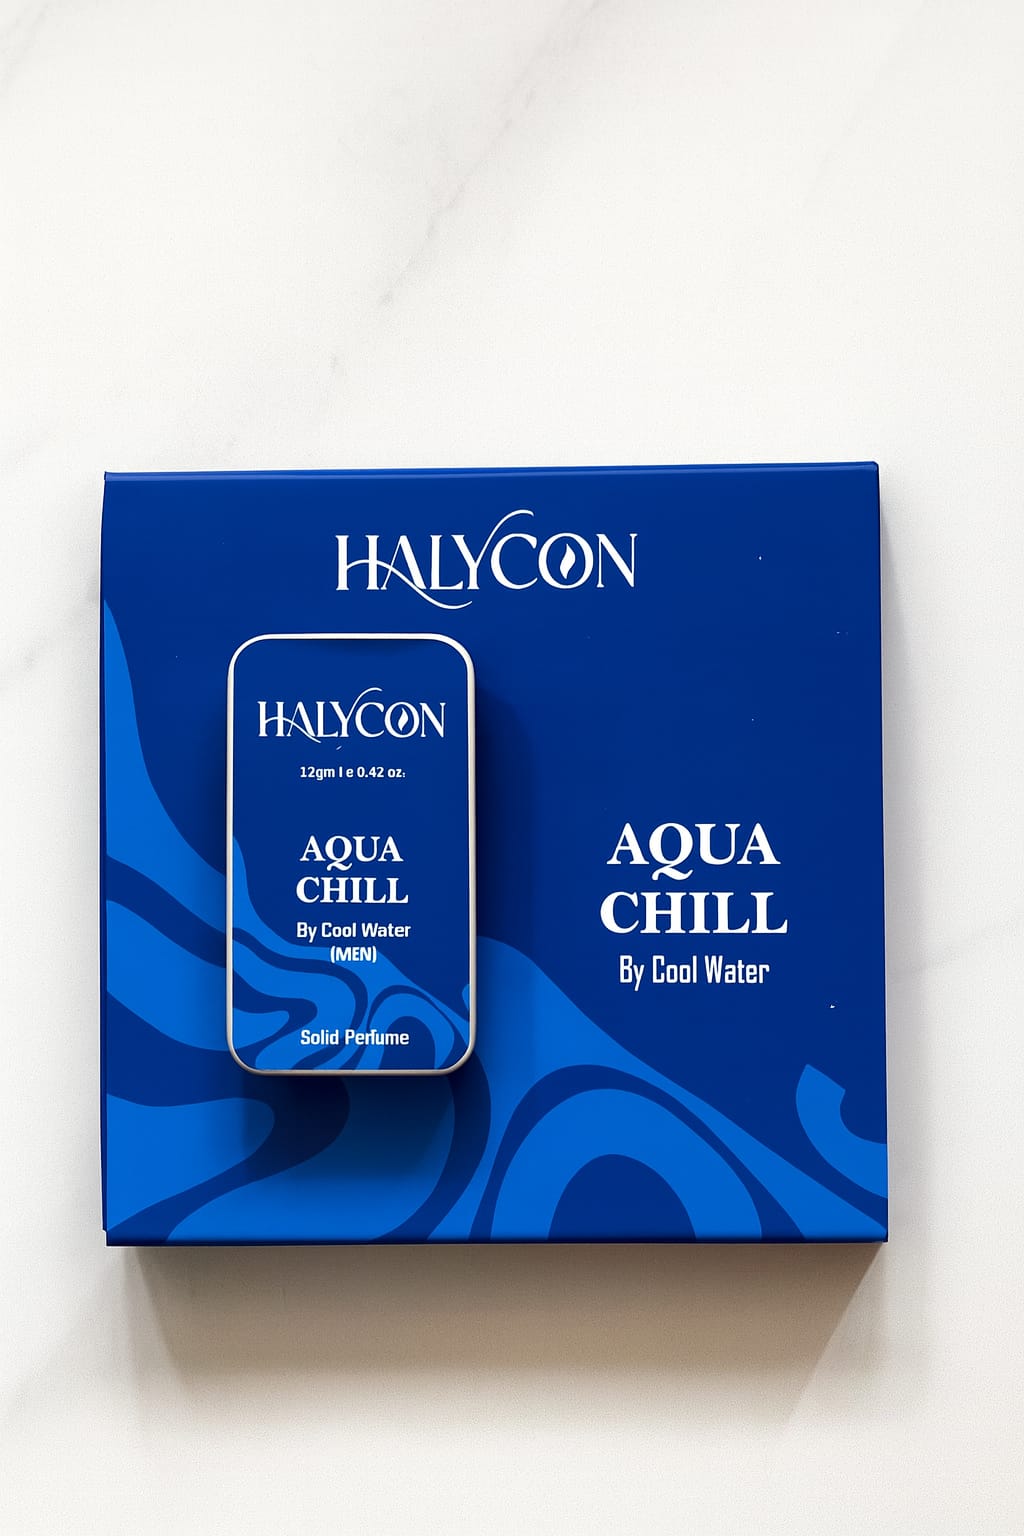 HALYCON
HALYCON
12gm l e 0.42 oz:
AQUA
CHILL
By Cool Water
(MEN)
Solid Perfume
AQUA
CHILL
By Cool Water